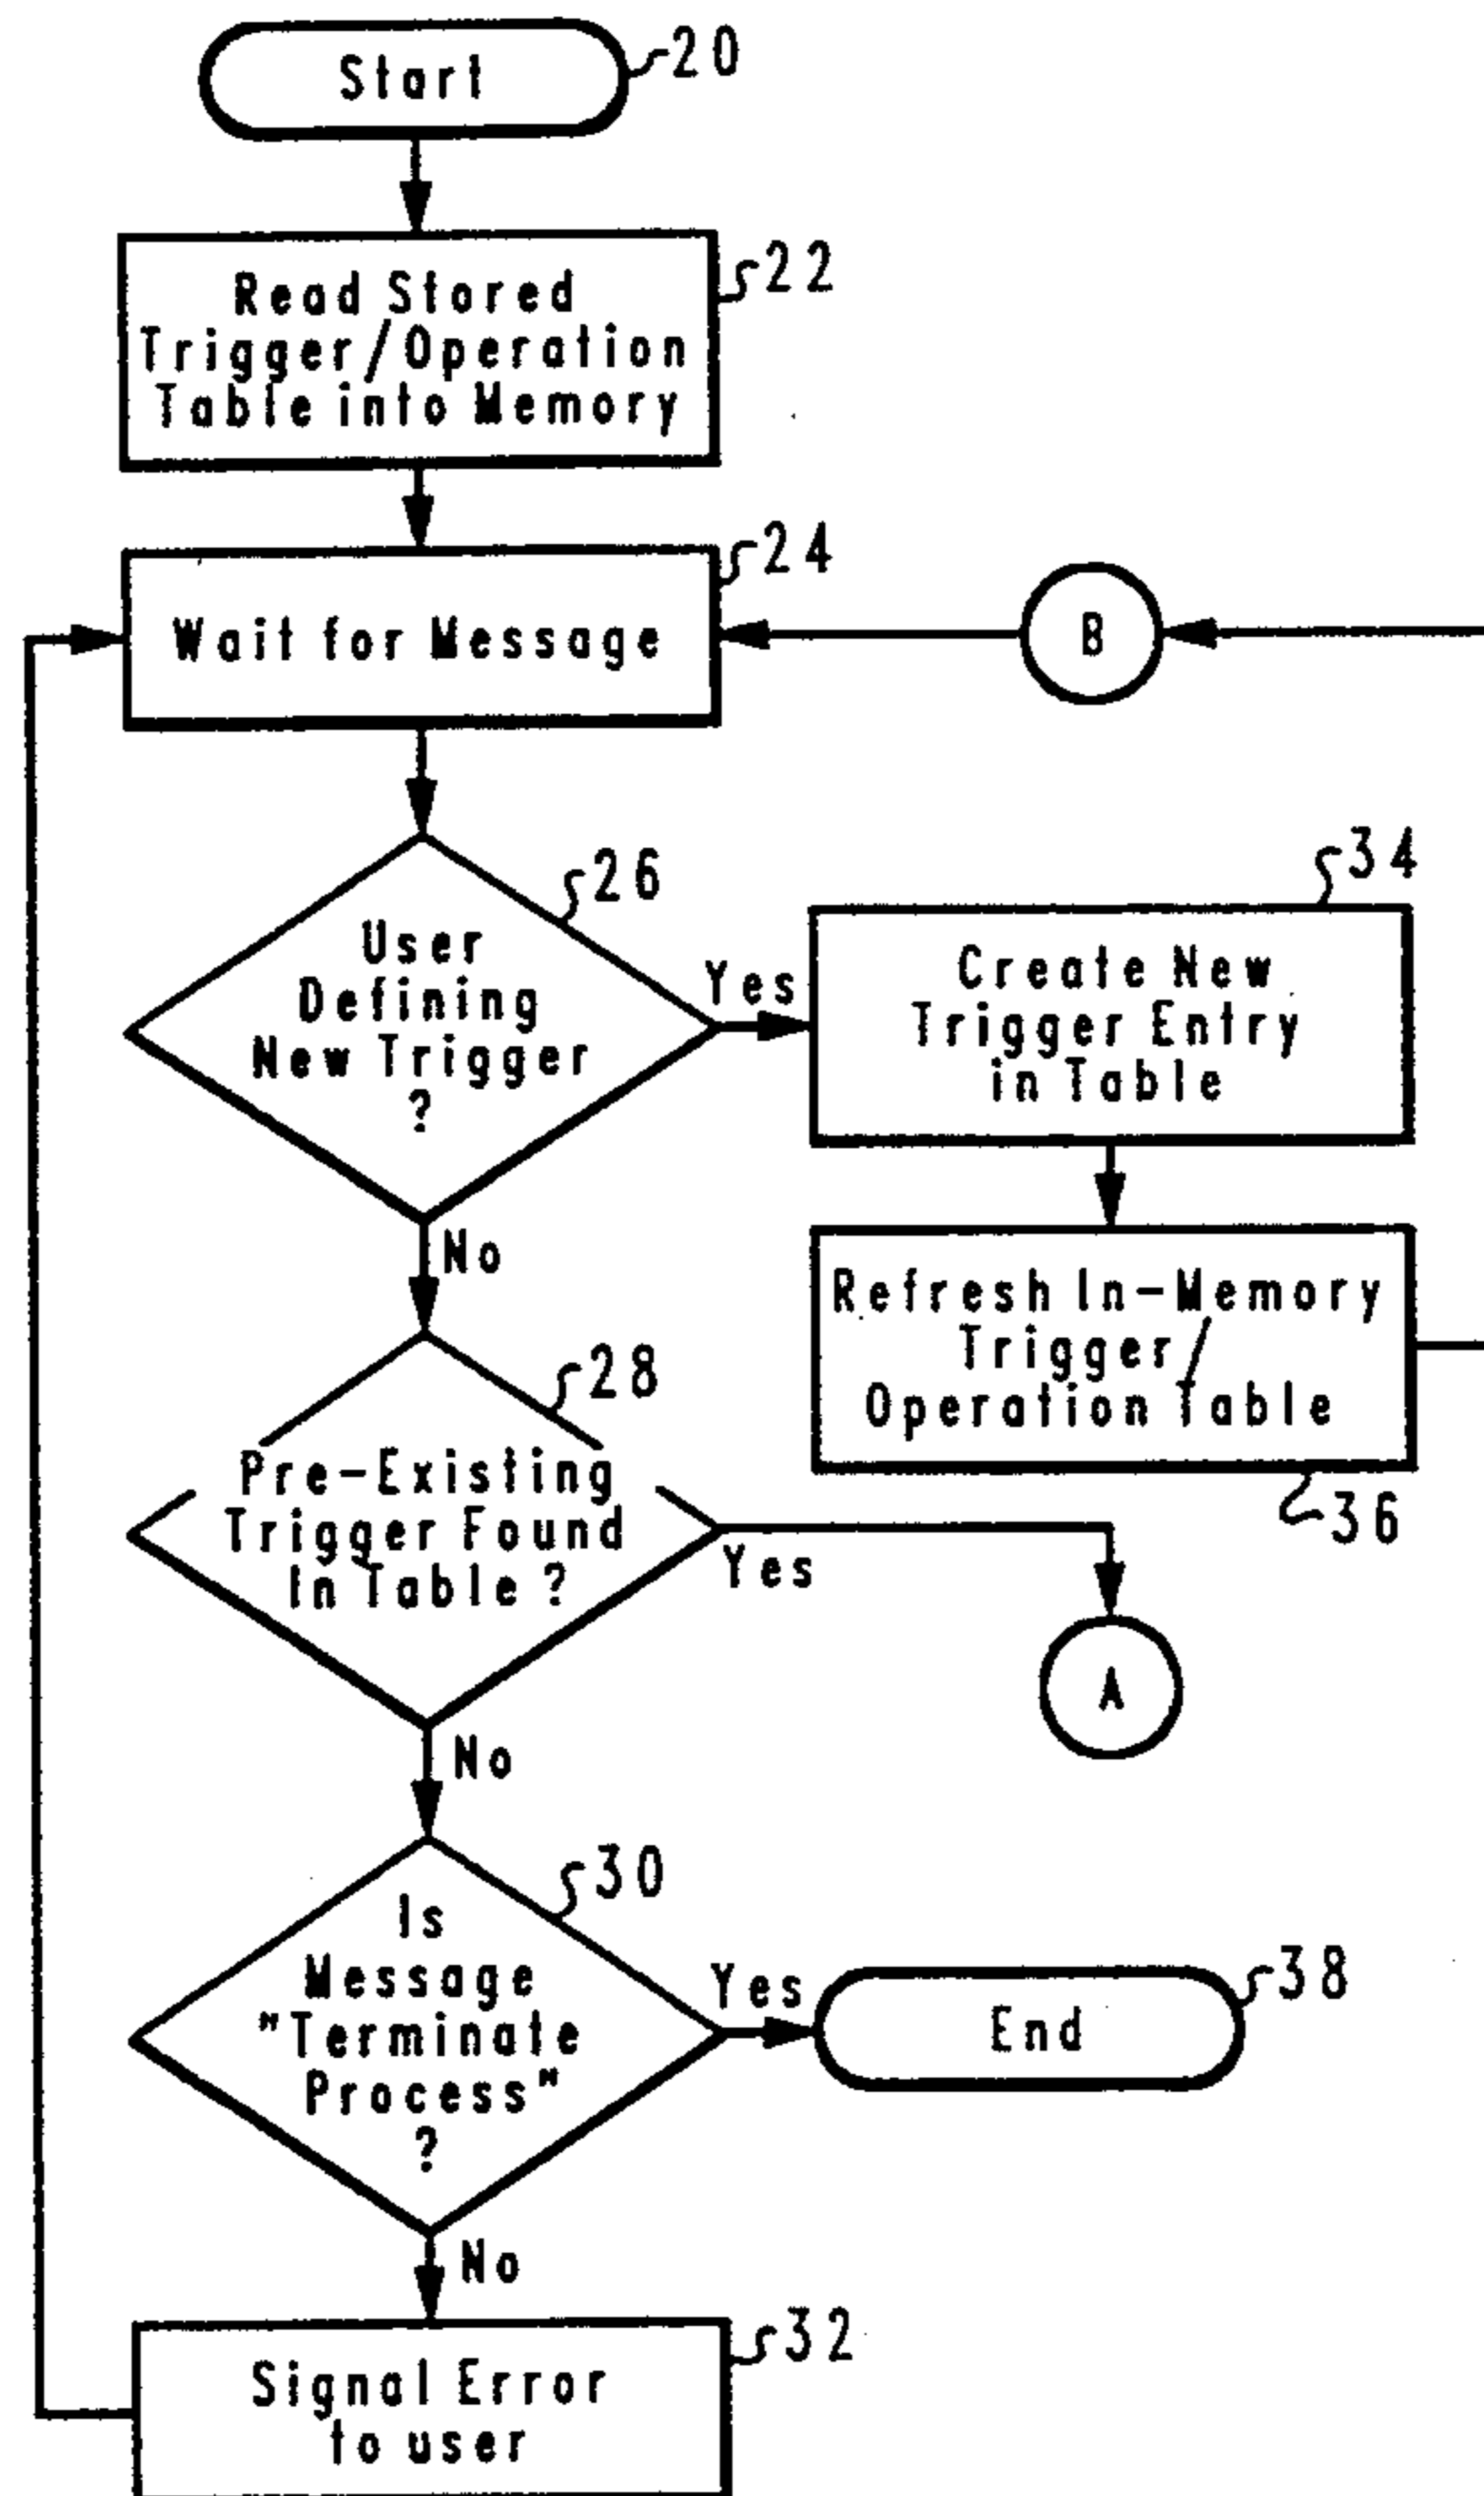 Start
20
Read Stored
Trigger/Operation
Table into Memory
22
Wait for Message
24
B
User
Defining
New Trigger
?
26
Yes
No
Create New
Trigger Entry
in Table
34
Refresh In-Memory
Trigger/
Operation Table
36
Pre-Existing
Trigger Found
In Table ?
28
Yes
No
A
Is
Message
"Terminate
Process"
?
30
Yes
No
End
38
Signal Error
to user
32